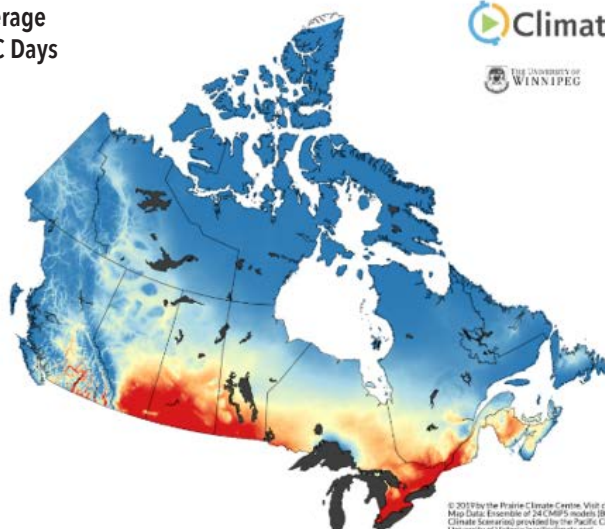 erage
C Days
Climat
THE UNIVERSITY OF
WINNIPEG
© 2019 by the Prairie Climate Centre. Visit c
Map Data: Ensemble of 24 CMIP5 models (B
Climate Scenarios) provided by the Pacific C